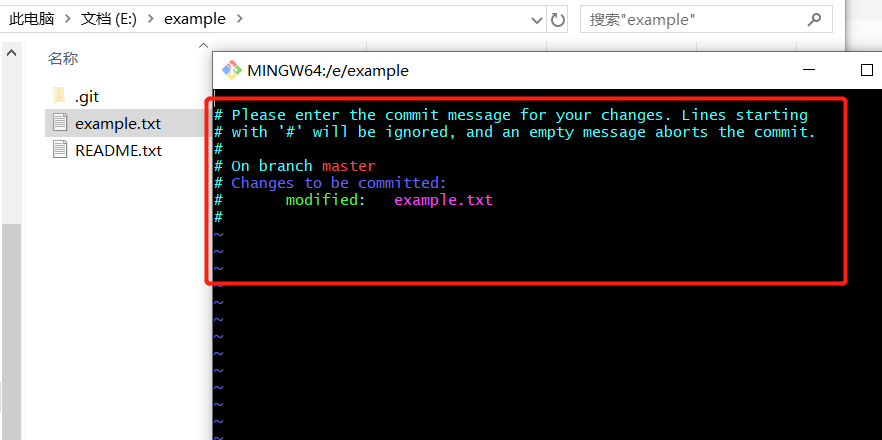 此电脑 > 文档 (E:) > example >
搜索"example"
名称
.git
example.txt
README.txt
MINGW64:/e/example
# Please enter the commit message for your changes. Lines starting
# with '#' will be ignored, and an empty message aborts the commit.
#
# On branch master
# Changes to be committed:
#       modified:   example.txt
#
~
~
~
~
~
~
~
~
~
~
~
~